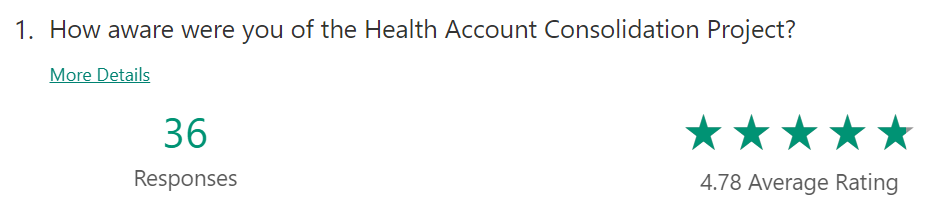 1. How aware were you of the Health Account Consolidation Project?
More Details
36
Responses
4.78 Average Rating